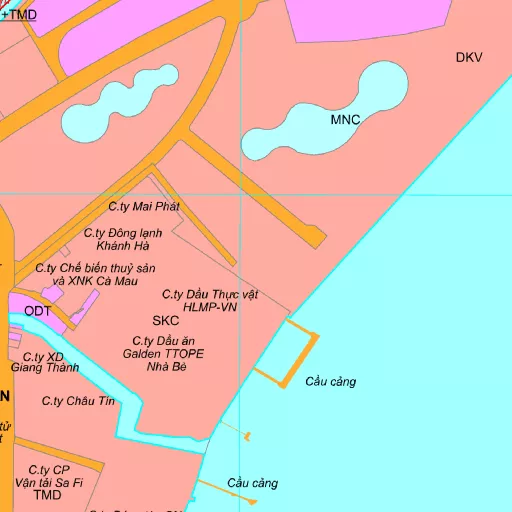 +TMD
DKV
MNC
C.ty Mai Phát
C.ty Đông lạnh
Khánh Hà
C.ty Chế biến thuỷ sản
và XNK Cà Mau
C.ty Dầu Thực vật
HLMP-VN
ODT
SKC
C.ty Dầu ăn
Galden TTOPE
Nhà Bè
C.ty XD
Giang Thành
Cầu cảng
C.ty Châu Tín
N
tử
t
C.ty CP
Vận tải Sa Fi
TMD
Cầu cảng